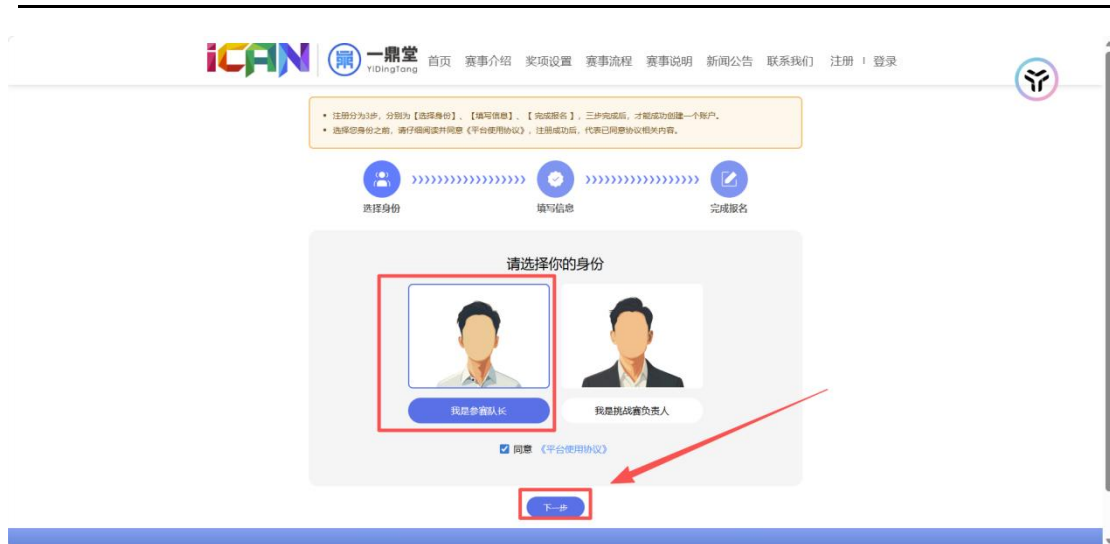 iCAN 鼎 一鼎堂 YiDingTang 首页 赛事介绍 奖项设置 赛事流程 赛事说明 新闻公告 联系我们 注册 | 登录
• 注册分为3步，分别为【选择身份】，【填写信息】，【 完成报名 】，三步完成后，才能成功创建一个账户。
• 选择您身份之前，请仔细阅读并同意《平台使用协议》，注册成功后，代表已同意协议相关内容。
选择身份 填写信息 完成报名
请选择你的身份
我是参赛队长 我是挑战赛负责人
同意 《平台使用协议》
下一步